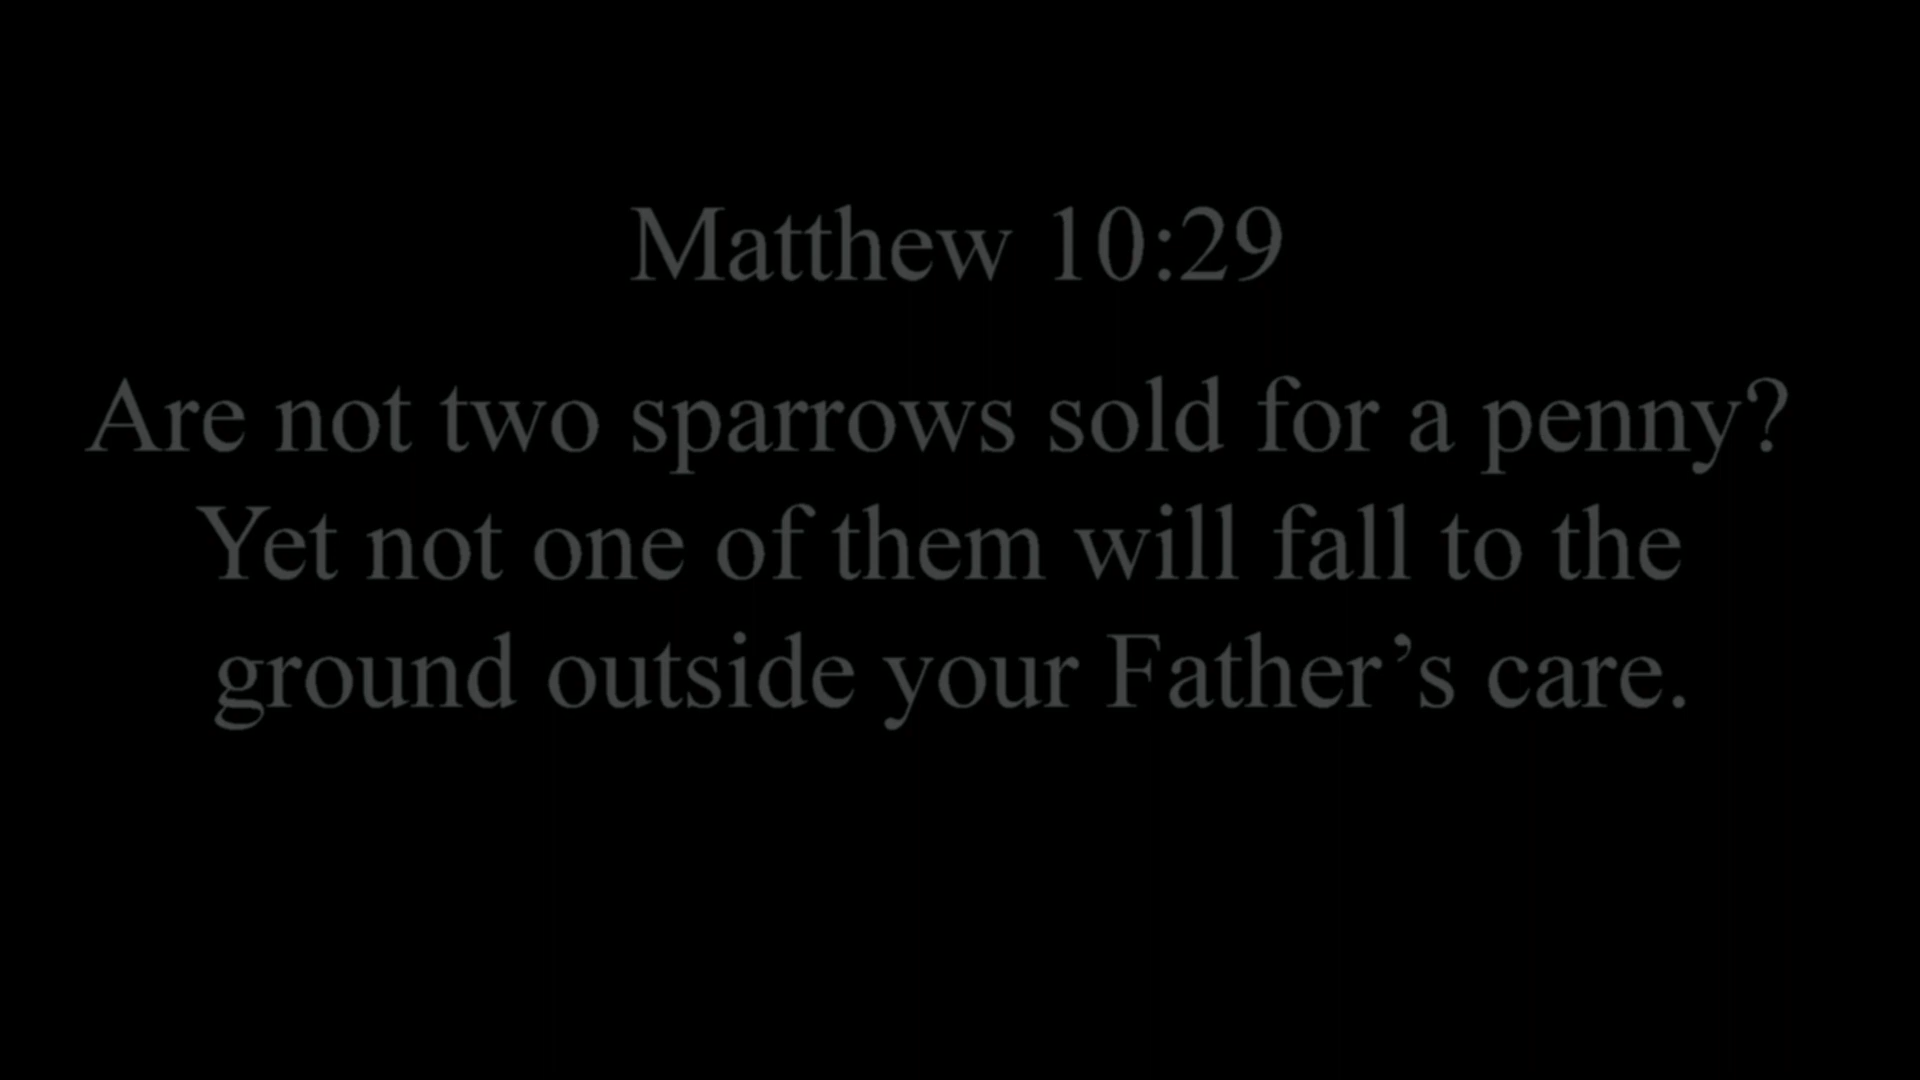 Matthew 10:29
Are not two sparrows sold for a penny?
Yet not one of them will fall to the
ground outside your Father’s care.